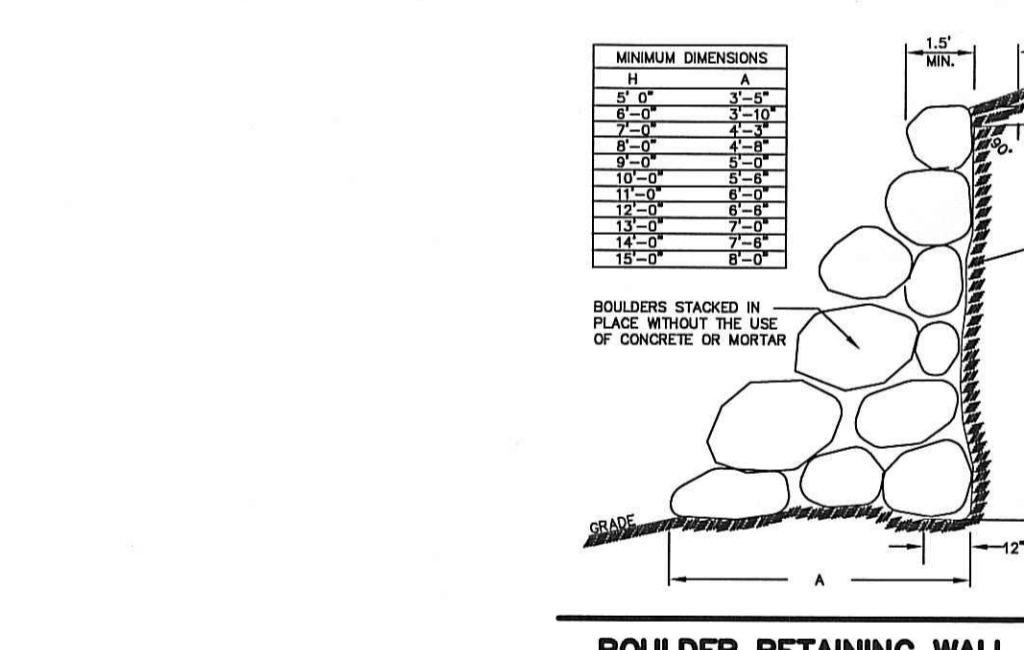 MINIMUM DIMENSIONS
H A
5' 0" 3'-5"
6'-0" 3'-10"
7'-0" 4'-3"
8'-0" 4'-8"
9'-0" 5'-0"
10'-0" 5'-6"
11'-0" 6'-0"
12'-0" 6'-6"
13'-0" 7'-0"
14'-0" 7'-6"
15'-0" 8'-0"
1.5'
MIN.
90°
BOULDERS STACKED IN
PLACE WITHOUT THE USE
OF CONCRETE OR MORTAR
GRADE
12"
A
BOULDER RETAINING WALL